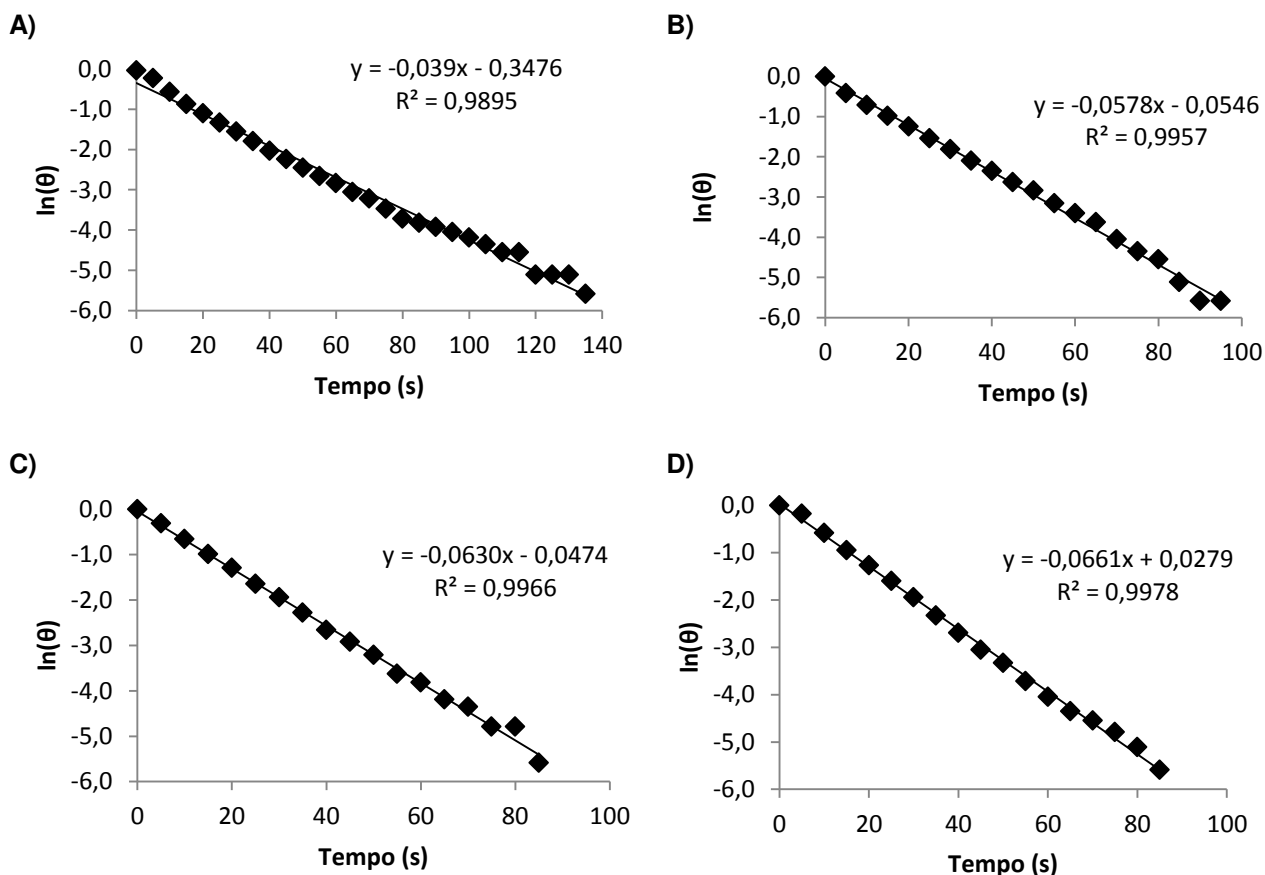 A)
y = -0,039x - 0,3476
R² = 0,9895
0,0
-1,0
-2,0
-3,0
-4,0
-5,0
-6,0
ln(θ)
0 20 40 60 80 100 120 140
Tempo (s)
B)
y = -0,0578x - 0,0546
R² = 0,9957
0,0
-1,0
-2,0
-3,0
-4,0
-5,0
-6,0
ln(θ)
0 20 40 60 80 100
Tempo (s)
C)
y = -0,0630x - 0,0474
R² = 0,9966
0,0
-1,0
-2,0
-3,0
-4,0
-5,0
-6,0
ln(θ)
0 20 40 60 80 100
Tempo (s)
D)
y = -0,0661x + 0,0279
R² = 0,9978
0,0
-1,0
-2,0
-3,0
-4,0
-5,0
-6,0
ln(θ)
0 20 40 60 80 100
Tempo (s)